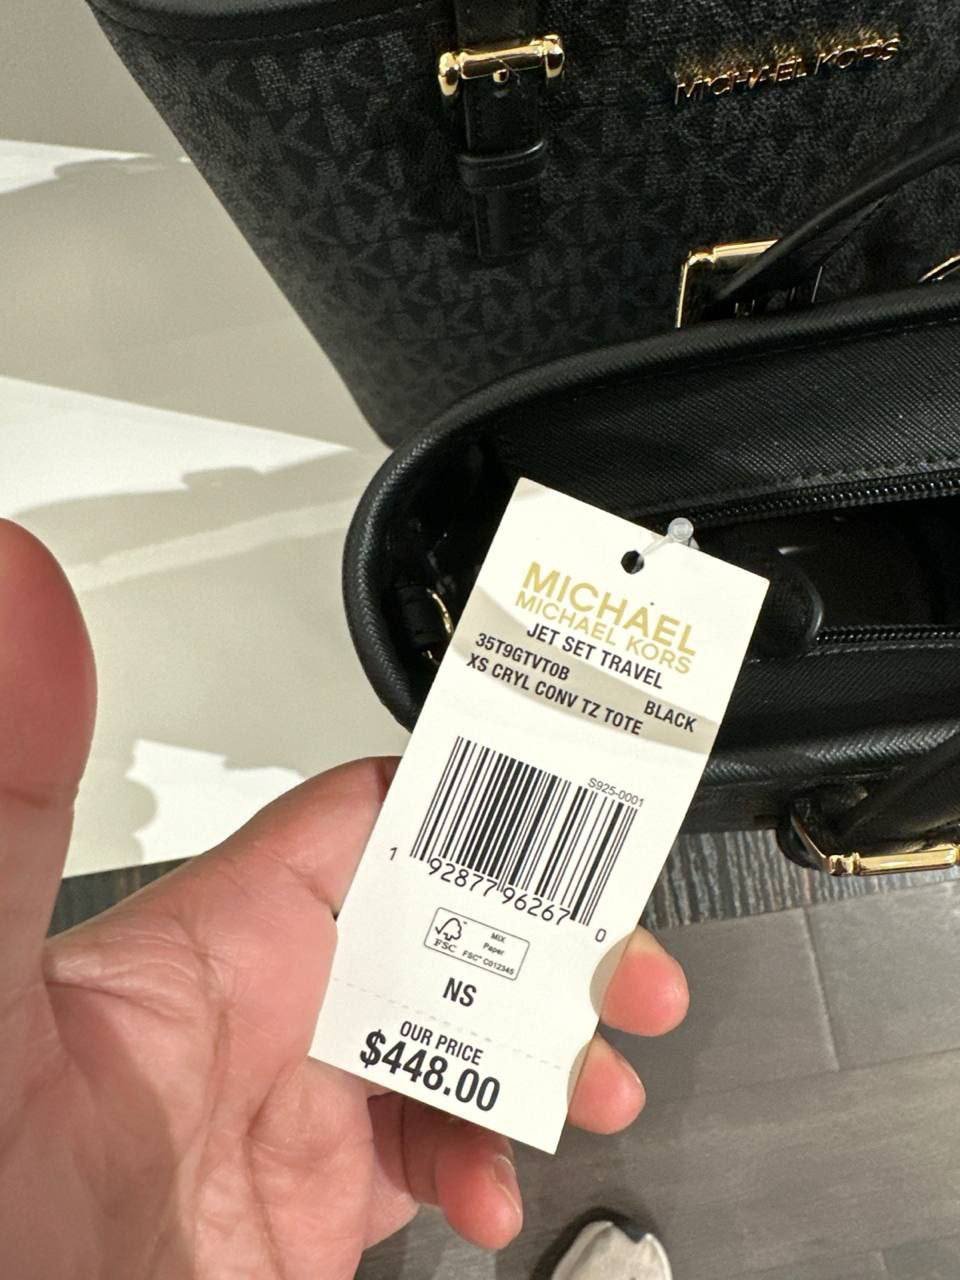 MICHAEL KORS
MICHAEL
MICHAEL KORS
JET SET TRAVEL
35T9GTVT0B BLACK
XS CRYL CONV TZ TOTE
S925-0001
1 92877 96267 0
FSC
MIX
Paper
FSC® C012345
NS
OUR PRICE
$448.00